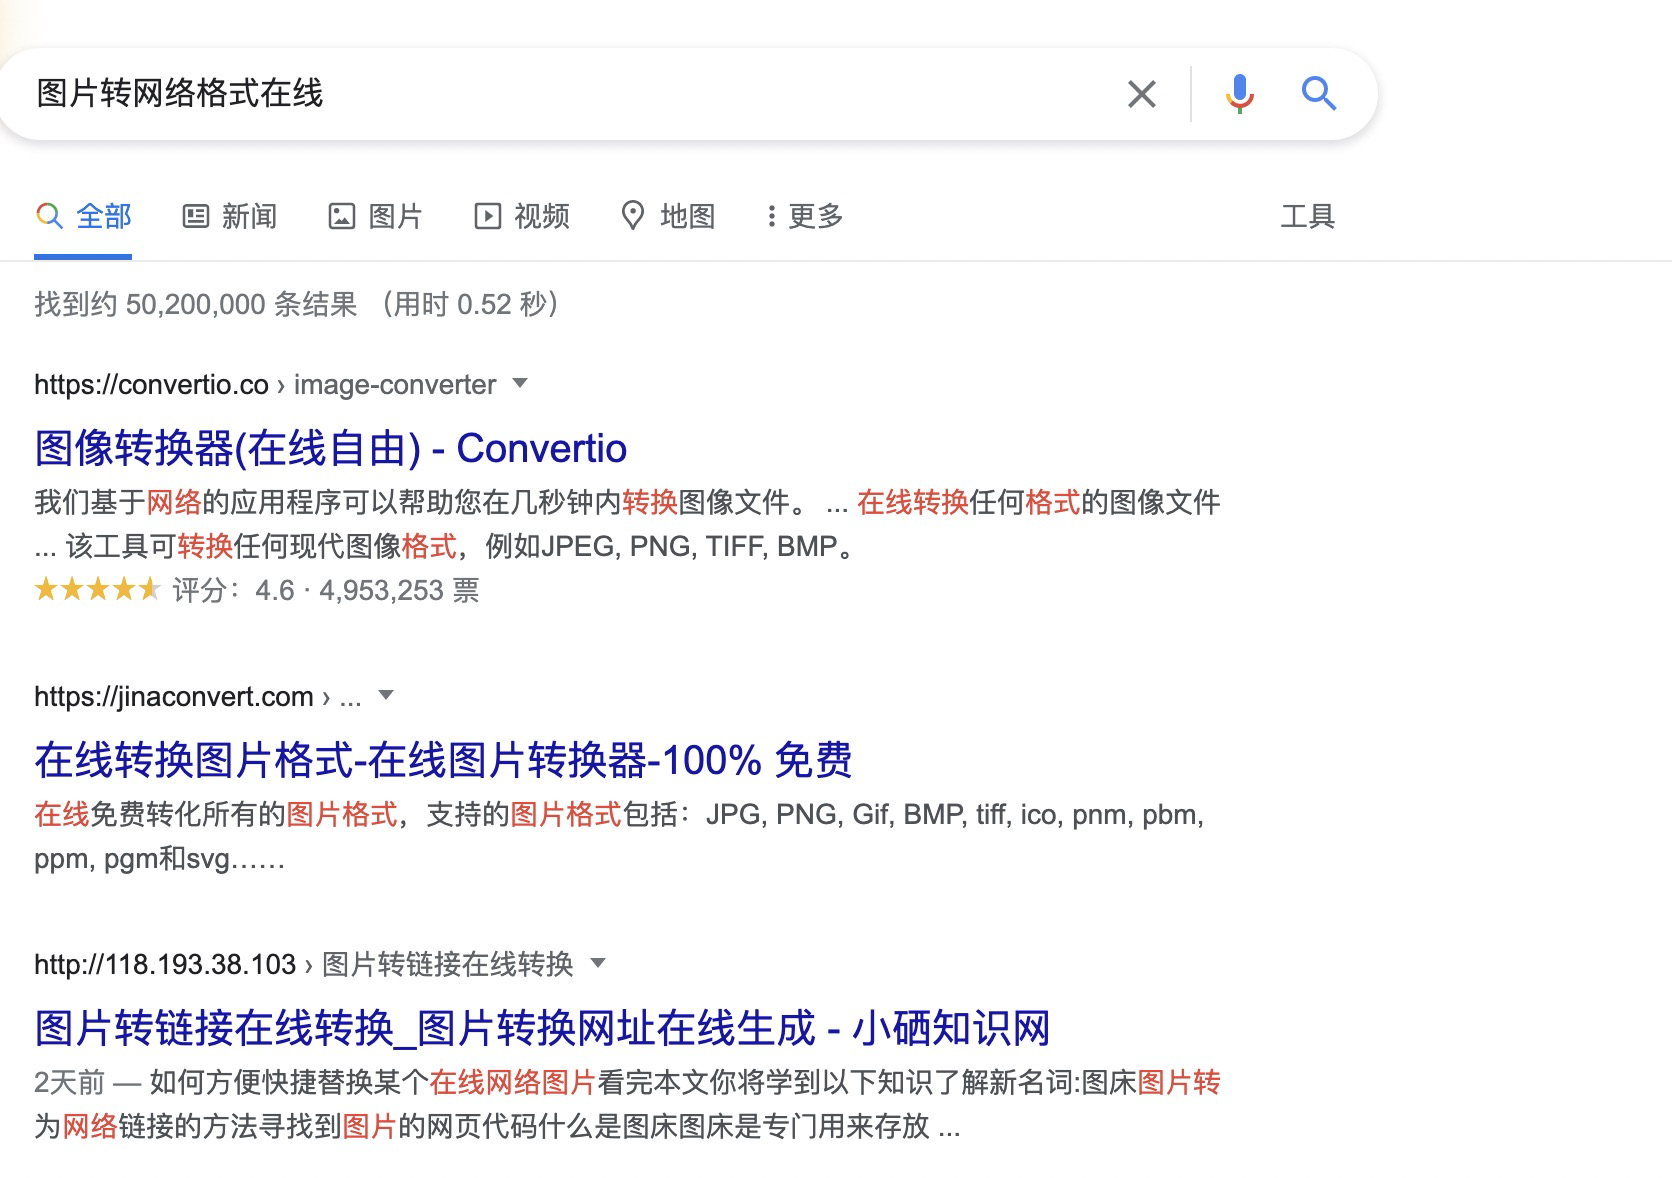 图片转网络格式在线
全部 新闻 图片 视频 地图 更多 工具
找到约 50,200,000 条结果 （用时 0.52 秒）
https://convertio.co › image-converter
图像转换器(在线自由) - Convertio
我们基于网络的应用程序可以帮助您在几秒钟内转换图像文件。 ... 在线转换任何格式的图像文件
... 该工具可转换任何现代图像格式，例如JPEG, PNG, TIFF, BMP。
评分：4.6 · 4,953,253 票
https://jinaconvert.com › ...
在线转换图片格式-在线图片转换器-100% 免费
在线免费转化所有的图片格式，支持的图片格式包括：JPG, PNG, Gif, BMP, tiff, ico, pnm, pbm,
ppm, pgm和svg……
http://118.193.38.103 › 图片转链接在线转换
图片转链接在线转换_图片转换网址在线生成 - 小硒知识网
2天前 — 如何方便快捷替换某个在线网络图片看完本文你将学到以下知识了解新名词:图床图片转
为网络链接的方法寻找到图片的网页代码什么是图床图床是专门用来存放 ...